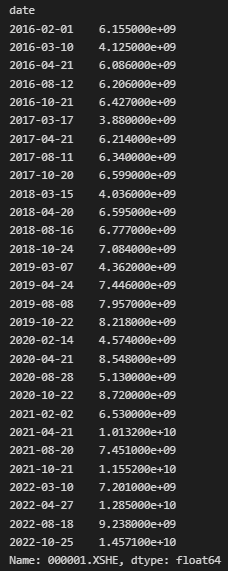 date
2016-02-01    6.155000e+09
2016-03-10    4.125000e+09
2016-04-21    6.086000e+09
2016-08-12    6.206000e+09
2016-10-21    6.427000e+09
2017-03-17    3.880000e+09
2017-04-21    6.214000e+09
2017-08-11    6.340000e+09
2017-10-20    6.599000e+09
2018-03-15    4.036000e+09
2018-04-20    6.595000e+09
2018-08-16    6.777000e+09
2018-10-24    7.084000e+09
2019-03-07    4.362000e+09
2019-04-24    7.446000e+09
2019-08-08    7.957000e+09
2019-10-22    8.218000e+09
2020-02-14    4.574000e+09
2020-04-21    8.548000e+09
2020-08-28    5.130000e+09
2020-10-22    8.720000e+09
2021-02-02    6.530000e+09
2021-04-21    1.013200e+10
2021-08-20    7.451000e+09
2021-10-21    1.155200e+10
2022-03-10    7.201000e+09
2022-04-27    1.285000e+10
2022-08-18    9.238000e+09
2022-10-25    1.457100e+10
Name: 000001.XSHE, dtype: float64